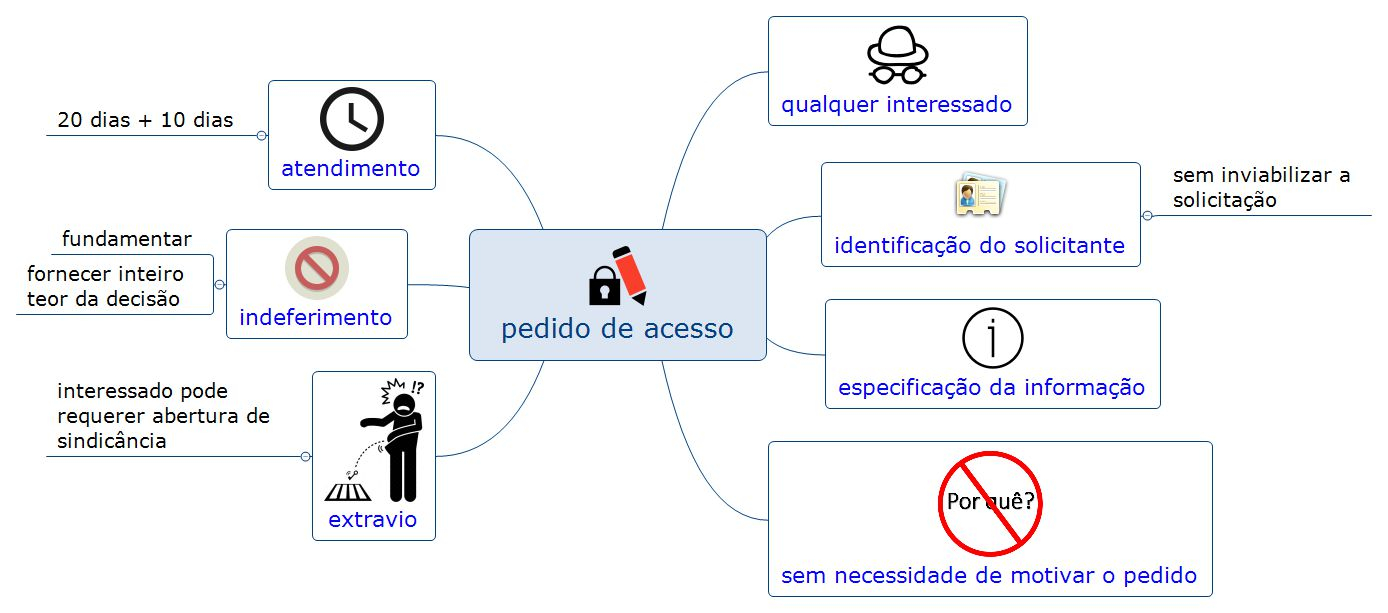 pedido de acesso
qualquer interessado
identificação do solicitante
sem inviabilizar a
solicitação
especificação da informação
Por quê?
sem necessidade de motivar o pedido
atendimento
20 dias + 10 dias
indeferimento
fundamentar
fornecer inteiro
teor da decisão
!?
extravio
interessado pode
requerer abertura de
sindicância